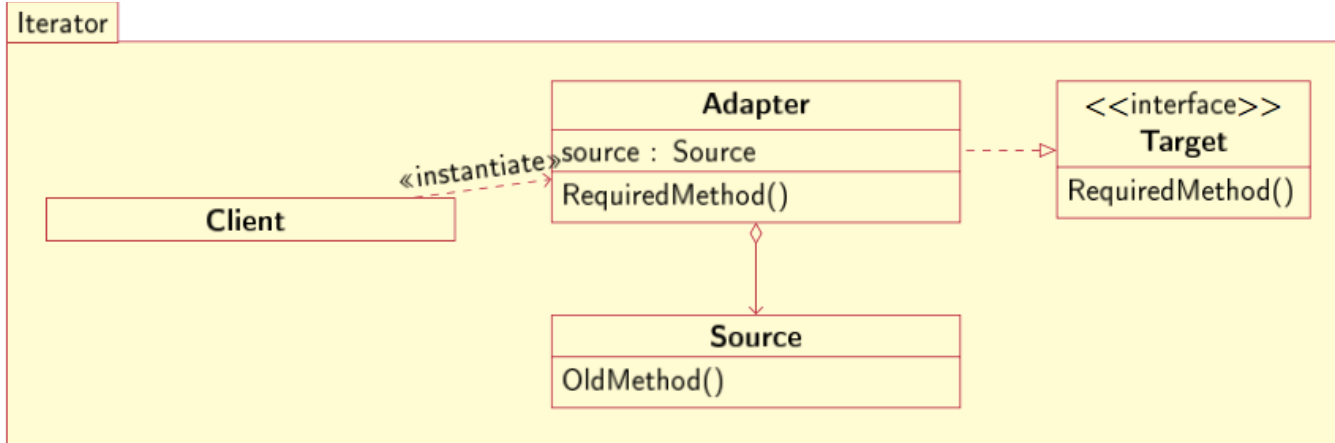 Iterator
Adapter
source : Source
RequiredMethod()
<<interface>>
Target
RequiredMethod()
«instantiate»
Client
Source
OldMethod()